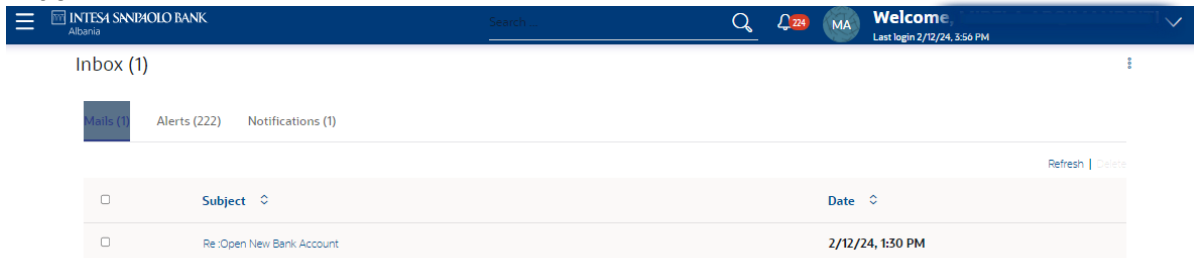 INTESA SANPAOLO BANK
Albania
Search...
224
MA
Welcome,
Last login 2/12/24, 3:56 PM
Inbox (1)
Mails (1) Alerts (222) Notifications (1)
Refresh | Delete
Subject Date
Re :Open New Bank Account 2/12/24, 1:30 PM